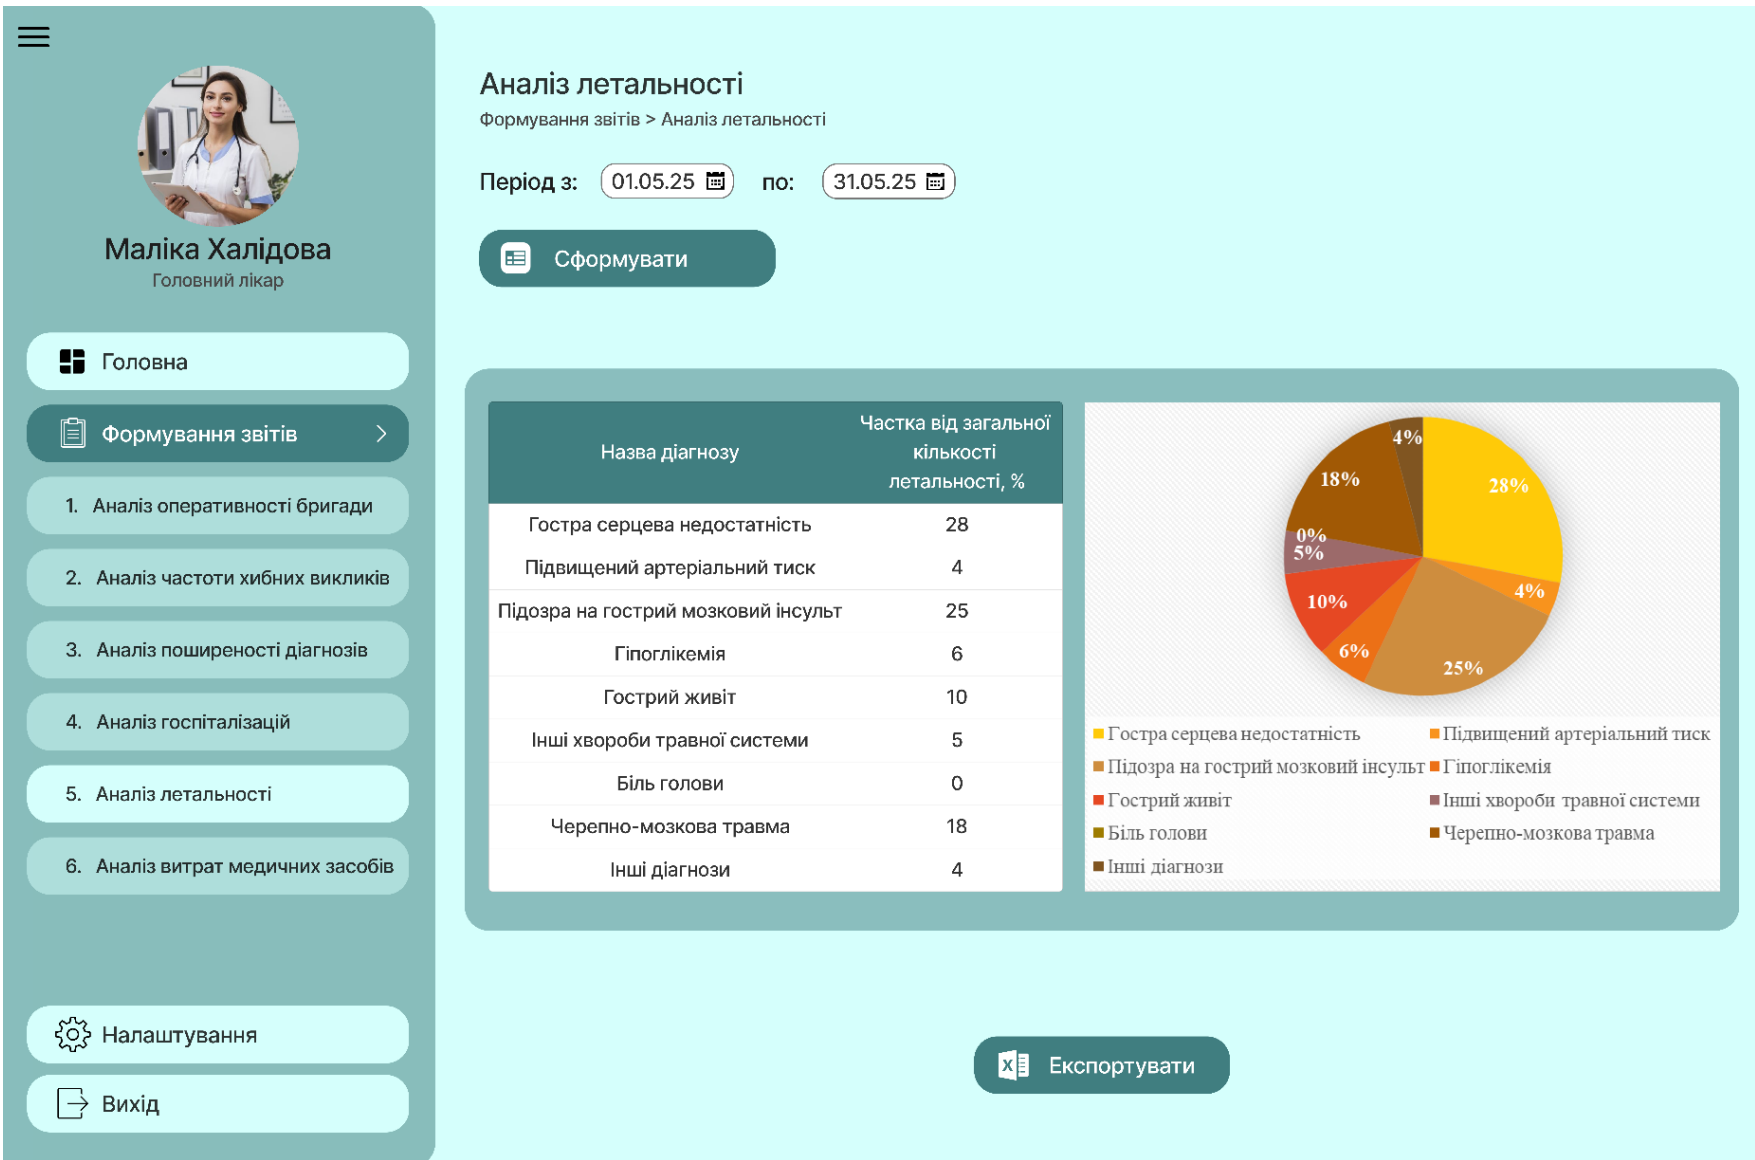 Маліка Халідова
Головний лікар
Головна
Формування звітів
1. Аналіз оперативності бригади
2. Аналіз частоти хибних викликів
3. Аналіз поширеності діагнозів
4. Аналіз госпіталізацій
5. Аналіз летальності
6. Аналіз витрат медичних засобів
Налаштування
Вихід
Аналіз летальності
Формування звітів > Аналіз летальності
Період з: 01.05.25 по: 31.05.25
Сформувати
Назва діагнозу
Частка від загальної
кількості
летальності, %
Гостра серцева недостатність 28
Підвищений артеріальний тиск 4
Підозра на гострий мозковий інсульт 25
Гіпоглікемія 6
Гострий живіт 10
Інші хвороби травної системи 5
Біль голови 0
Черепно-мозкова травма 18
Інші діагнози 4
4%
18%
28%
0%
5%
4%
10%
6%
25%
Гостра серцева недостатність Підвищений артеріальний тиск
Підозра на гострий мозковий інсульт Гіпоглікемія
Гострий живіт Інші хвороби травної системи
Біль голови Черепно-мозкова травма
Інші діагнози
X Експортувати